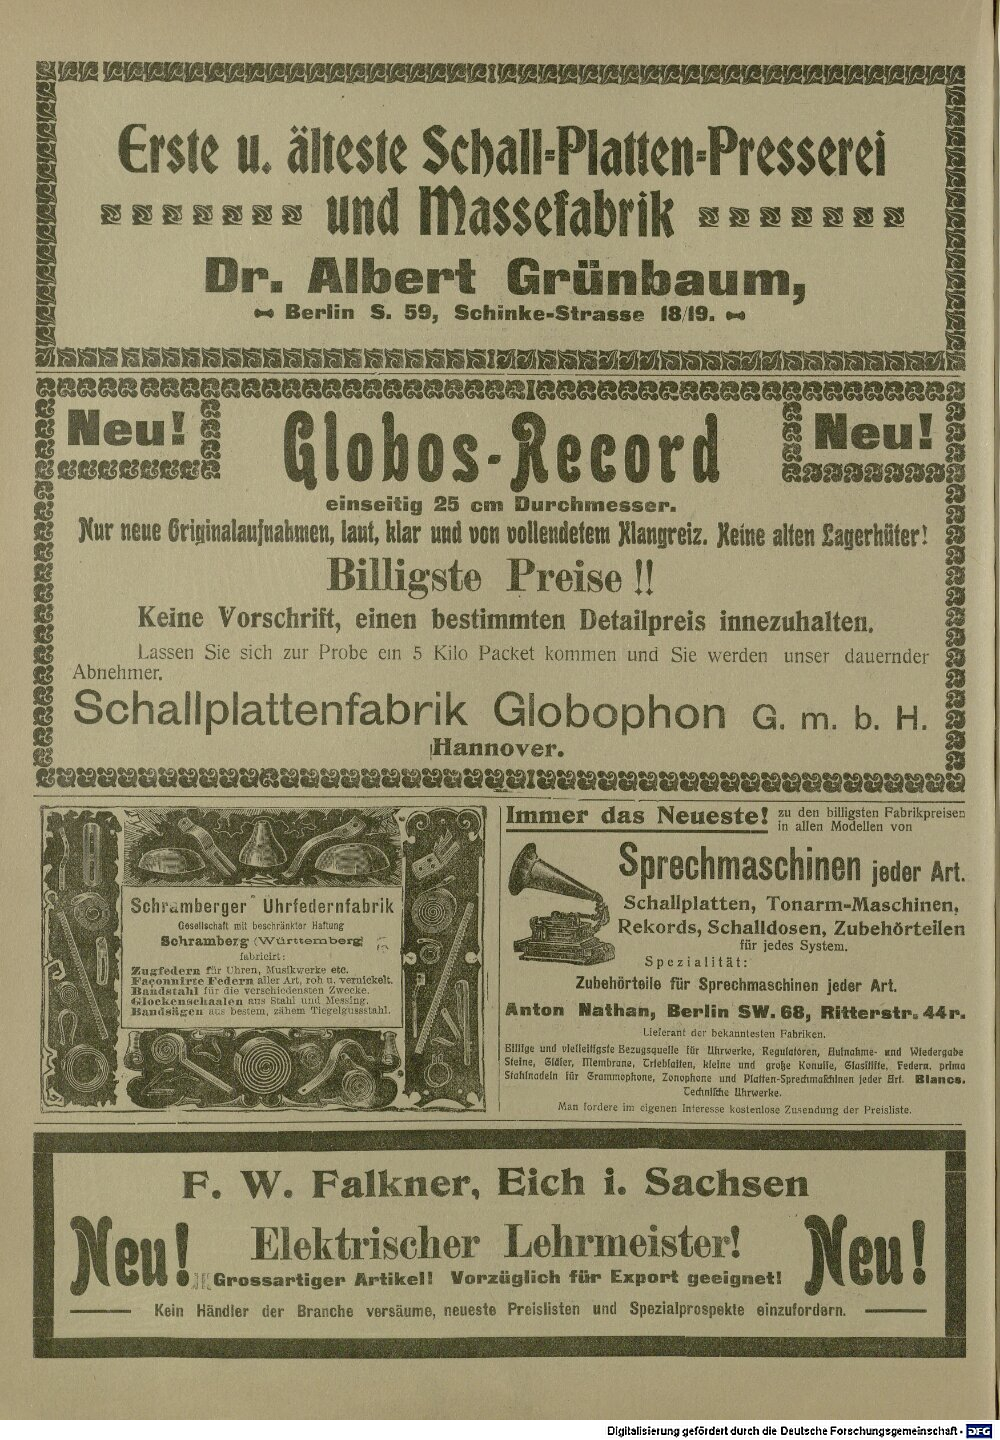 Erste u. älteste Schall-Platten-Presserei
und Massefabrik
Dr. Albert Grünbaum,
Berlin S. 59, Schinke-Strasse 18/19.
Neu!
Globos-Record
Neu!
einseitig 25 cm Durchmesser.
Nur neue Originalaufnahmen, laut, klar und von vollendetem Klangreiz. Keine alten Lagerhüter!
Billigste Preise!!
Keine Vorschrift, einen bestimmten Detailpreis innezuhalten.
Lassen Sie sich zur Probe ein 5 Kilo Packet kommen und Sie werden unser dauernder
Abnehmer.
Schallplattenfabrik Globophon G. m. b. H.
Hannover.
Schramberger Uhrfedernfabrik
Gesellschaft mit beschränkter Haftung
Schramberg (Württemberg)
fabricirt:
Zugfedern für Uhren, Musikwerke etc.
Façonnirte Federn aller Art, roh u. vernickelt.
Bandstahl für die verschiedensten Zwecke.
Glockenschaalen aus Stahl und Messing.
Bandsägen aus bestem, zähem Tiegelgussstahl.
Immer das Neueste! zu den billigsten Fabrikpreisen
in allen Modellen von
Sprechmaschinen jeder Art.
Schallplatten, Tonarm-Maschinen,
Rekords, Schalldosen, Zubehörteilen
für jedes System.
Spezialität:
Zubehörteile für Sprechmaschinen jeder Art.
Anton Nathan, Berlin SW. 68, Ritterstr. 44r.
Lieferant der bekanntesten Fabriken.
Billige und vielseitigste Bezugsquelle für Uhrwerke, Regulatoren, Aufnahme- und Wiedergabe
Steine, Gläser, Membrane, Triebfatten, kleine und große Konusse, Glasstifte, Federn, prima
Stahlnadeln für Grammophone, Zonophone und Platten-Sprechmaschinen jeder Art. Blancs.
Technische Uhrwerke.
Man fordere im eigenen Interesse kostenlose Zusendung der Preisliste.
F. W. Falkner, Eich i. Sachsen
Neu!
Elektrischer Lehrmeister!
Neu!
Grossartiger Artikel! Vorzüglich für Export geeignet!
Kein Händler der Branche versäume, neueste Preislisten und Spezialprospekte einzufordern.
Digitalisierung gefördert durch die Deutsche Forschungsgemeinschaft - DFG